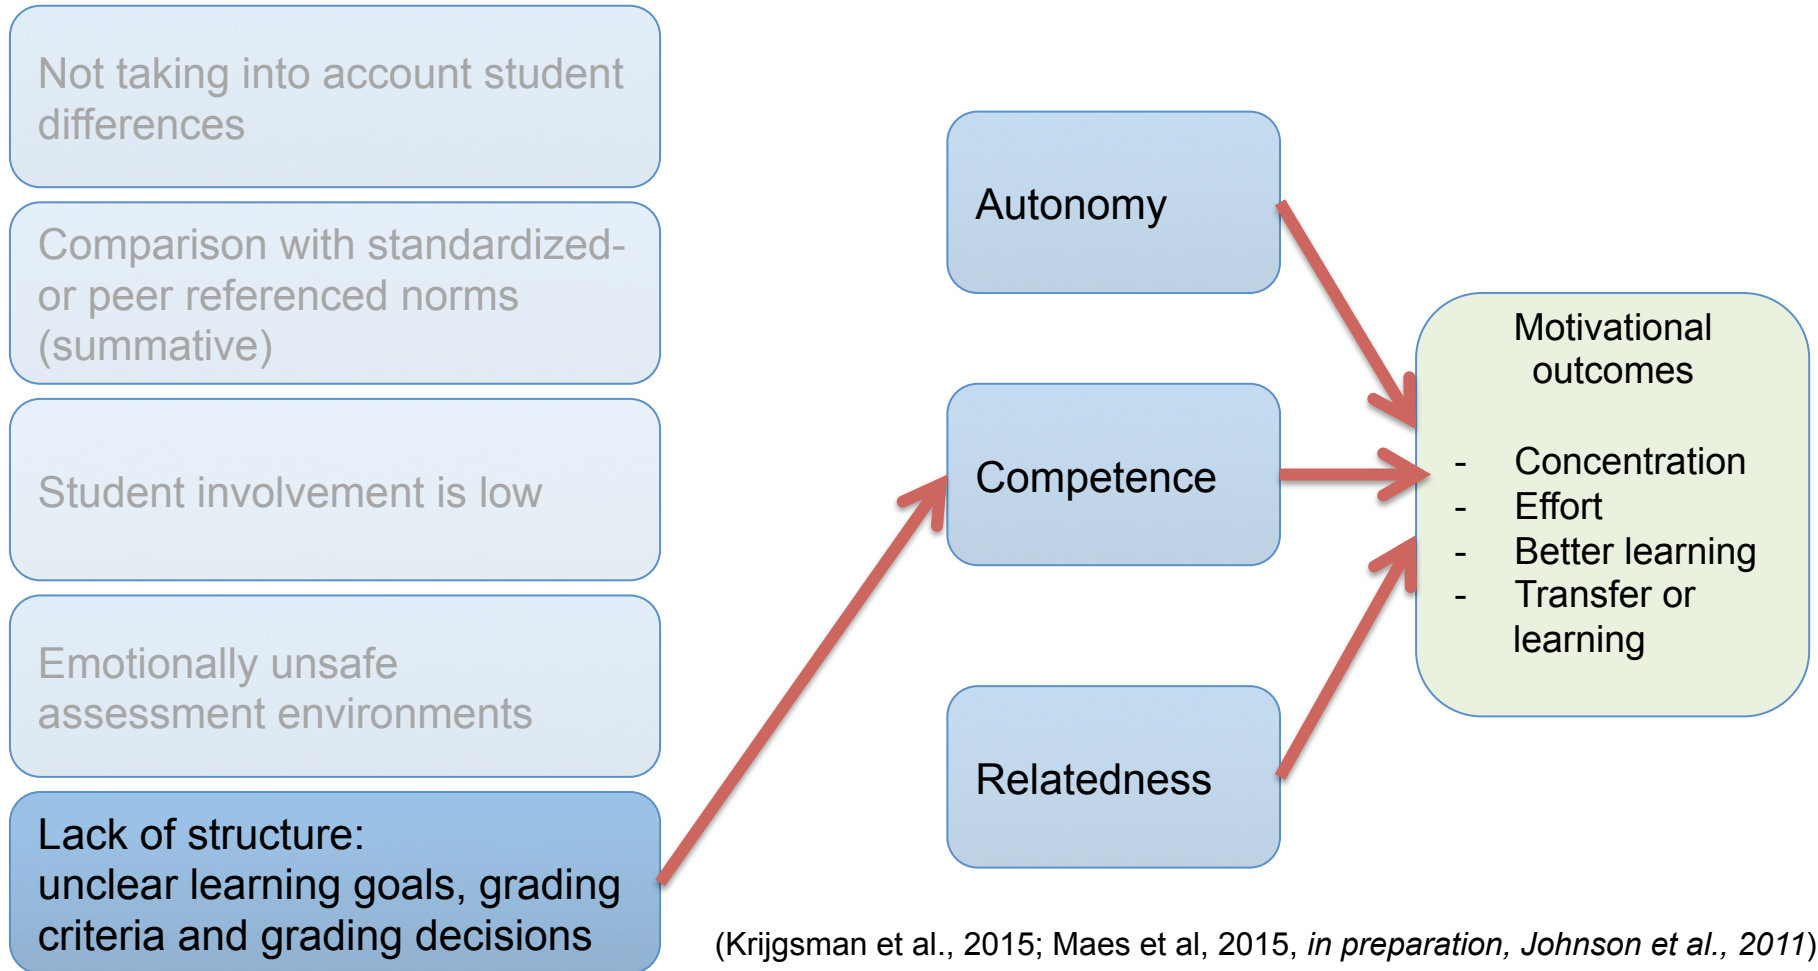 Not taking into account student
differences
Comparison with standardized-
or peer referenced norms
(summative)
Student involvement is low
Emotionally unsafe
assessment environments
Lack of structure:
unclear learning goals, grading
criteria and grading decisions
Autonomy
Competence
Relatedness
Motivational
outcomes
- Concentration
- Effort
- Better learning
- Transfer or
learning
(Krijgsman et al., 2015; Maes et al, 2015, in preparation, Johnson et al., 2011)